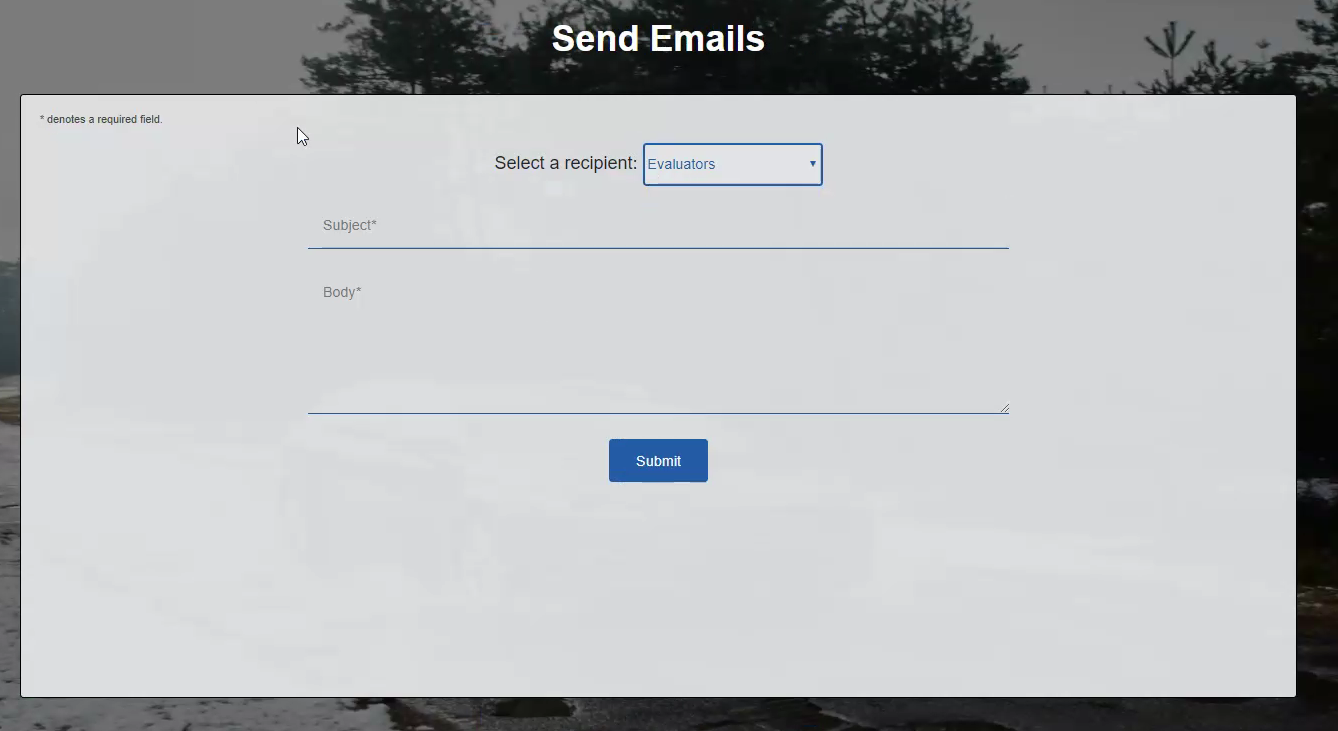 Send Emails
* denotes a required field.
Select a recipient: Evaluators
Subject*
Body*
Submit